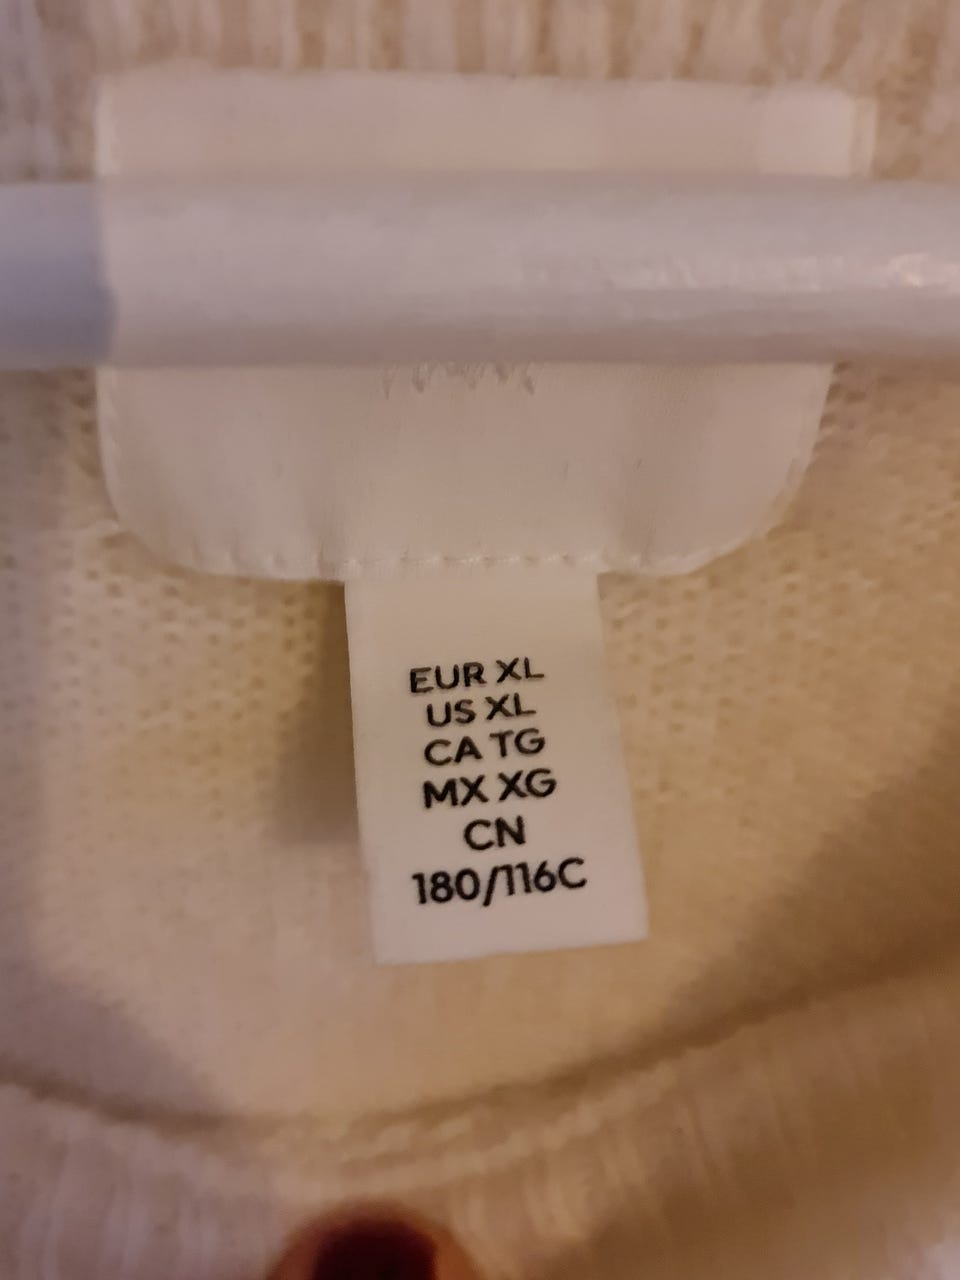 EUR XL
US XL
CA TG
MX XG
CN
180/116C